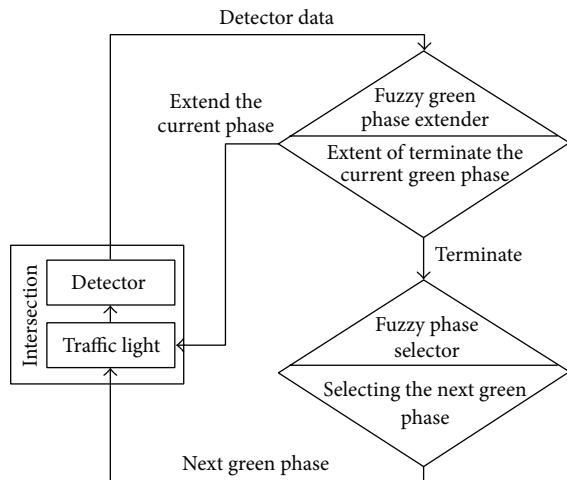 Detector data
Extend the
current phase
Fuzzy green
phase extender
Extent of terminate the
current green phase
Terminate
Intersection
Detector
Traffic light
Fuzzy phase
selector
Selecting the next green
phase
Next green phase